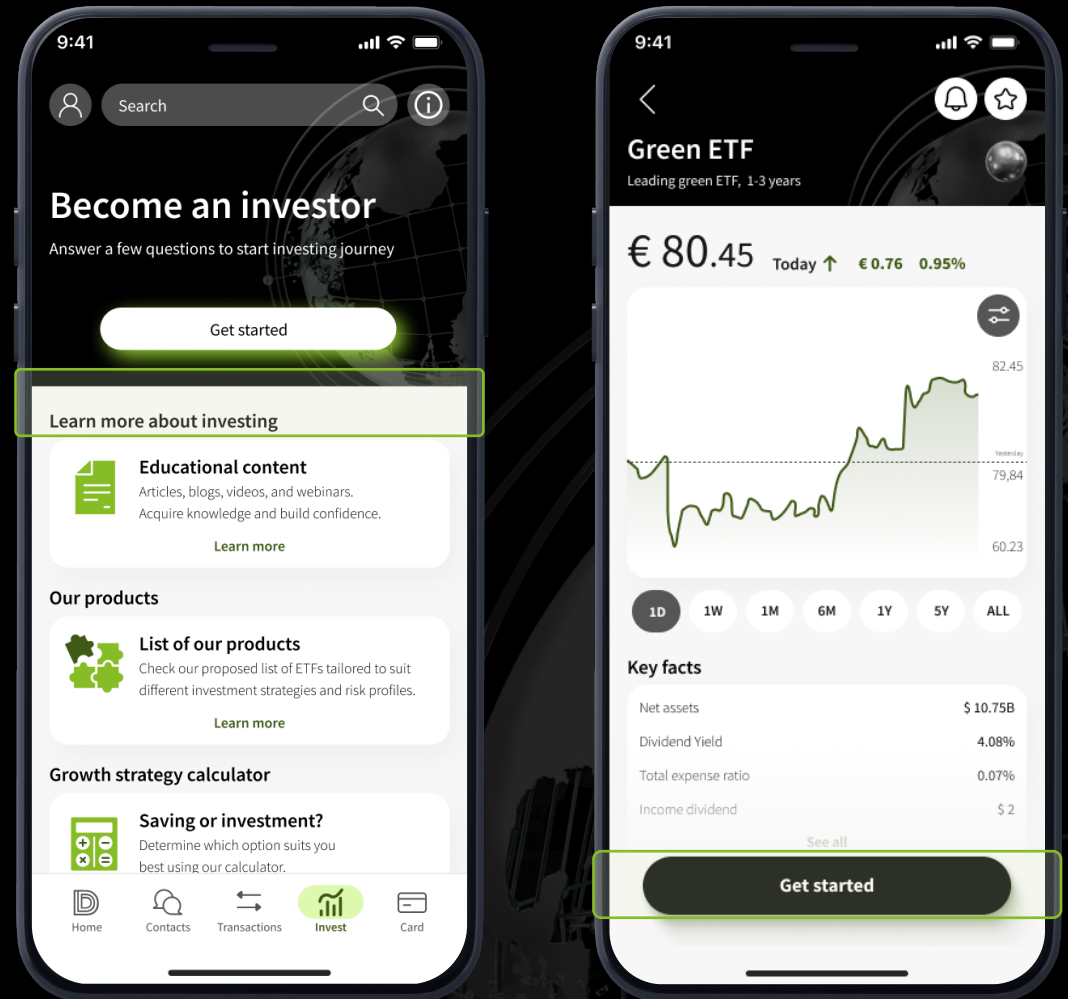 9:41
Search
Become an investor
Answer a few questions to start investing journey
Get started
Learn more about investing
Educational content
Articles, blogs, videos, and webinars.
Acquire knowledge and build confidence.
Learn more
Our products
List of our products
Check our proposed list of ETFs tailored to suit
different investment strategies and risk profiles.
Learn more
Growth strategy calculator
Saving or investment?
Determine which option suits you
best using our calculator.
Home Contacts Transactions Invest Card
9:41
Green ETF
Leading green ETF, 1-3 years
€ 80.45 Today € 0.76 0.95%
82.45
Yesterday
79,84
60.23
1D 1W 1M 6M 1Y 5Y ALL
Key facts
Net assets $ 10.75B
Dividend Yield 4.08%
Total expense ratio 0.07%
Income dividend $ 2
See all
Get started